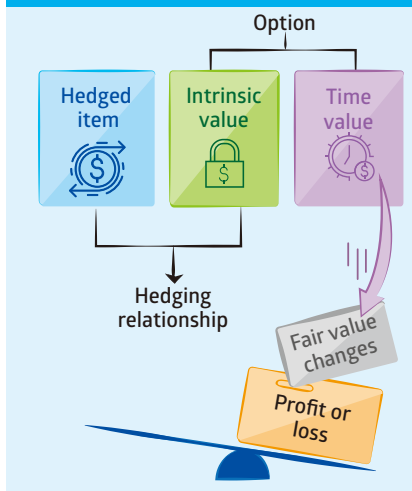 Option
Hedged
item
$
Intrinsic
value
$
Time
value
$
Hedging
relationship
Fair value
changes
Profit or
loss